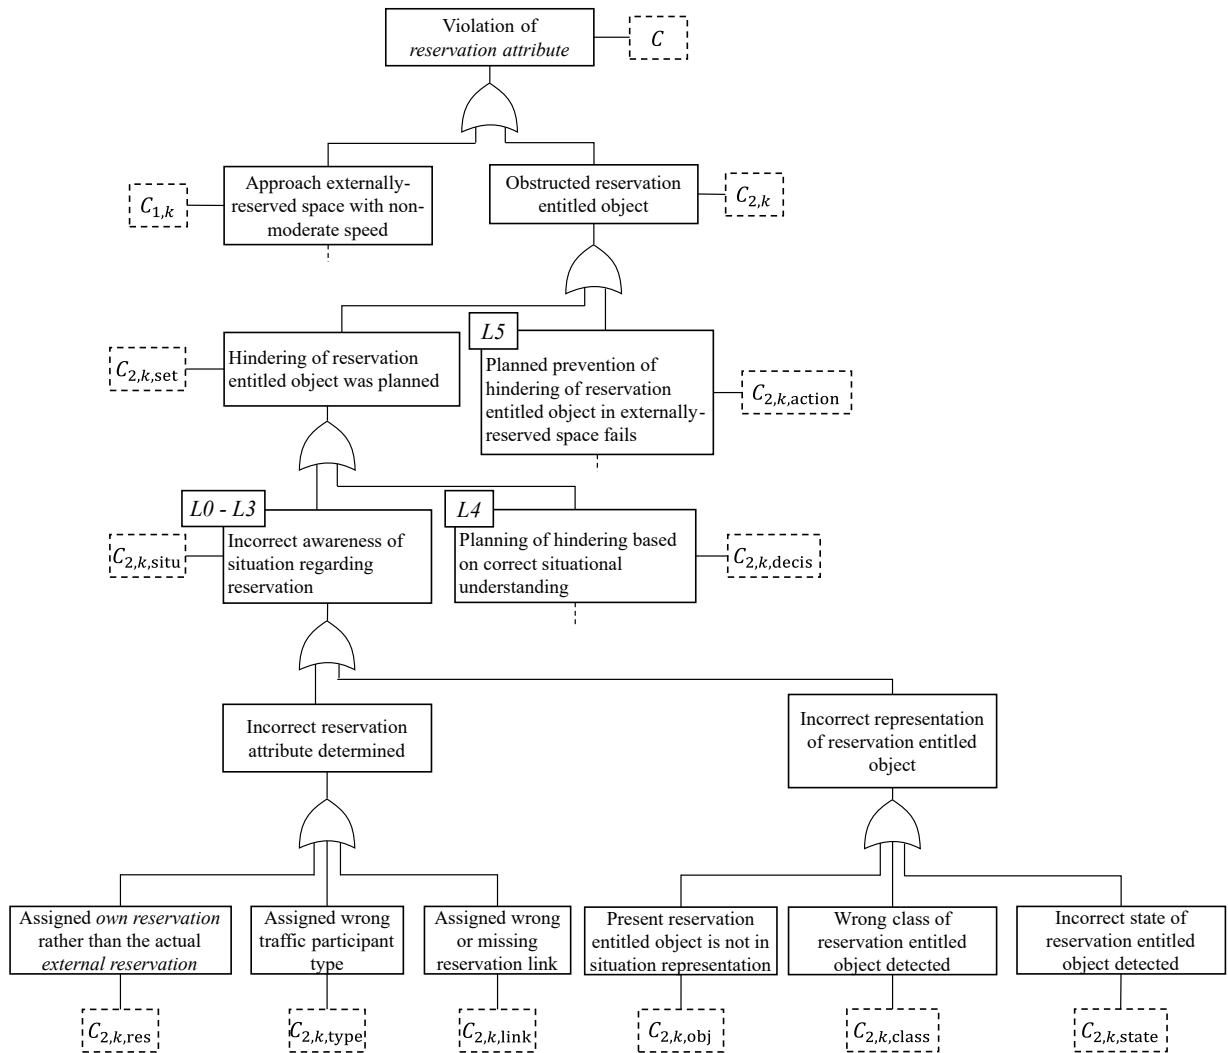 Violation of
reservation attribute
C
Approach externally-
reserved space with non-
moderate speed
C1,k
Obstructed reservation
entitled object
C2,k
Hindering of reservation
entitled object was planned
C2,k,set
L5
Planned prevention of
hindering of reservation
entitled object in externally-
reserved space fails
C2,k,action
L0 - L3
Incorrect awareness of
situation regarding
reservation
C2,k,situ
L4
Planning of hindering based
on correct situational
understanding
C2,k,decis
Incorrect reservation
attribute determined
Incorrect representation
of reservation entitled
object
Assigned own reservation
rather than the actual
external reservation
Assigned wrong
traffic participant
type
Assigned wrong
or missing
reservation link
Present reservation
entitled object is not in
situation representation
Wrong class of
reservation entitled
object detected
Incorrect state of
reservation entitled
object detected
C2,k,res
C2,k,type
C2,k,link
C2,k,obj
C2,k,class
C2,k,state